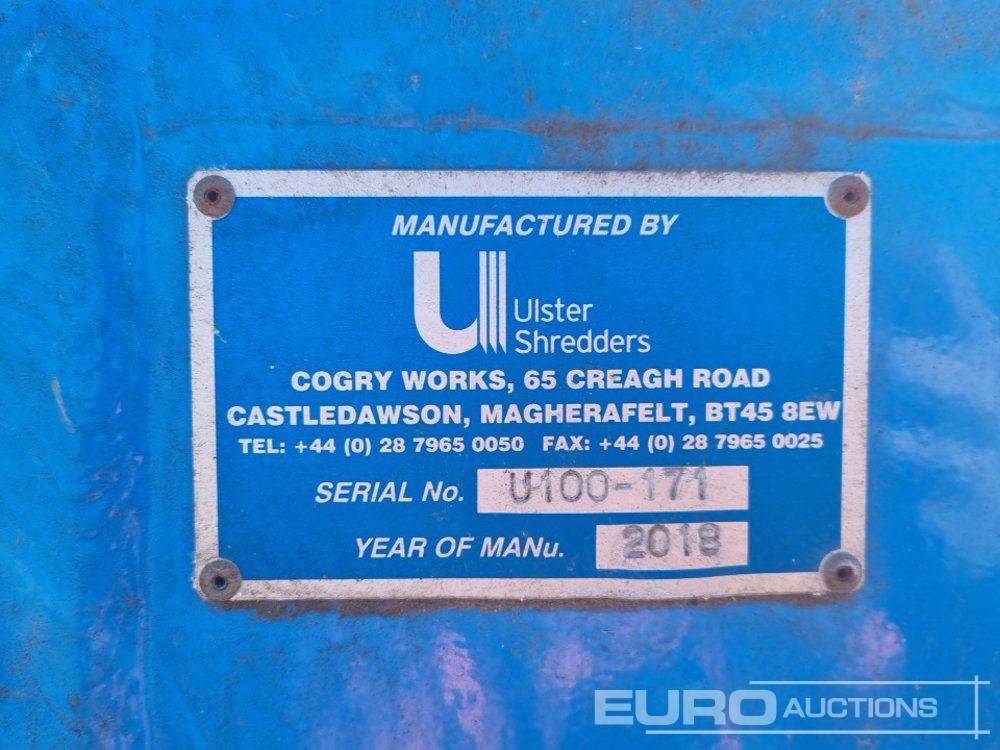 MANUFACTURED BY
Ulster
Shredders
COGRY WORKS, 65 CREAGH ROAD
CASTLEDAWSON, MAGHERAFELT, BT45 8EW
TEL: +44 (0) 28 7965 0050 FAX: +44 (0) 28 7965 0025
SERIAL No. U100-171
YEAR OF MANu. 2018
EURO AUCTIONS